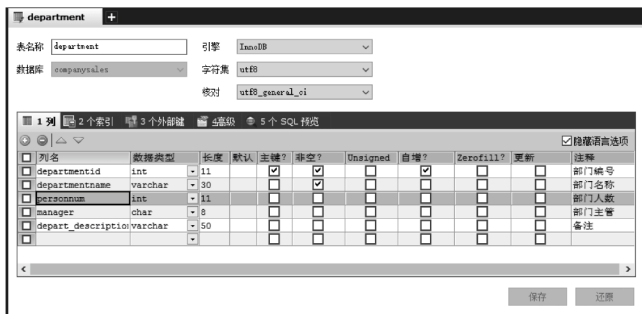 department +
表名称 department 引擎 InnoDB
数据库 companysales 字符集 utf8
核对 utf8_general_ci
1 列 2 个索引 3 个外部键 4高级 5 个 SQL 预览
隐藏语言选项
列名 数据类型 长度 默认 主键? 非空? Unsigned 自增? Zerofill? 更新 注释
departmentid int 11 部门编号
departmentname varchar 30 部门名称
personnum int 11 部门人数
manager char 8 部门主管
depart_description varchar 50 备注
保存 还原